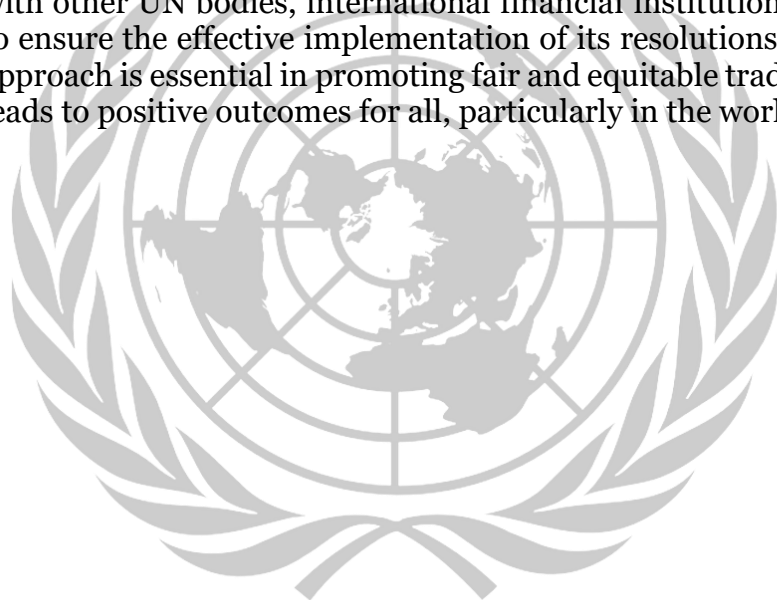 with other UN bodies, international financial institution
o ensure the effective implementation of its resolutions
pproach is essential in promoting fair and equitable trad
eads to positive outcomes for all, particularly in the worl